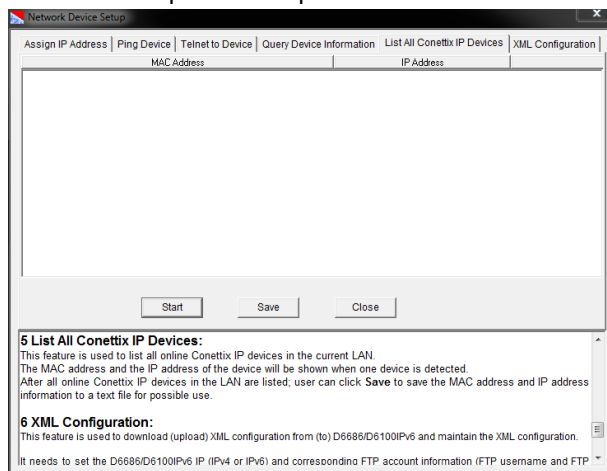 Network Device Setup
x
Assign IP Address Ping Device Telnet to Device Query Device Information List All Conettix IP Devices XML Configuration
MAC Address IP Address
Start Save Close
5 List All Conettix IP Devices:
This feature is used to list all online Conettix IP devices in the current LAN.
The MAC address and the IP address of the device will be shown when one device is detected.
After all online Conettix IP devices in the LAN are listed; user can click Save to save the MAC address and IP address
information to a text file for possible use.
6 XML Configuration:
This feature is used to download (upload) XML configuration from (to) D6686/D6100IPv6 and maintain the XML configuration.
It needs to set the D6686/D6100IPv6 IP (IPv4 or IPv6) and corresponding FTP account information (FTP username and FTP